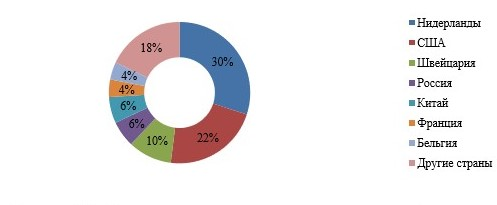 30%
22%
10%
6%
6%
4%
4%
18%
Нидерланды
США
Швейцария
Россия
Китай
Франция
Бельгия
Другие страны